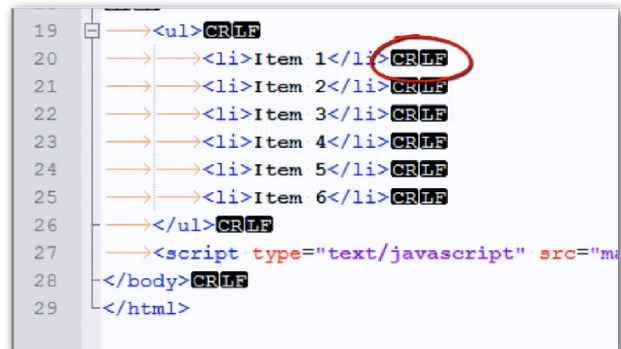 19 <ul>CRLF
20 <li>Item 1</li>CRLF
21 <li>Item 2</li>CRLF
22 <li>Item 3</li>CRLF
23 <li>Item 4</li>CRLF
24 <li>Item 5</li>CRLF
25 <li>Item 6</li>CRLF
26 </ul>CRLF
27 <script type="text/javascript" src="ma
28 </body>CRLF
29 </html>